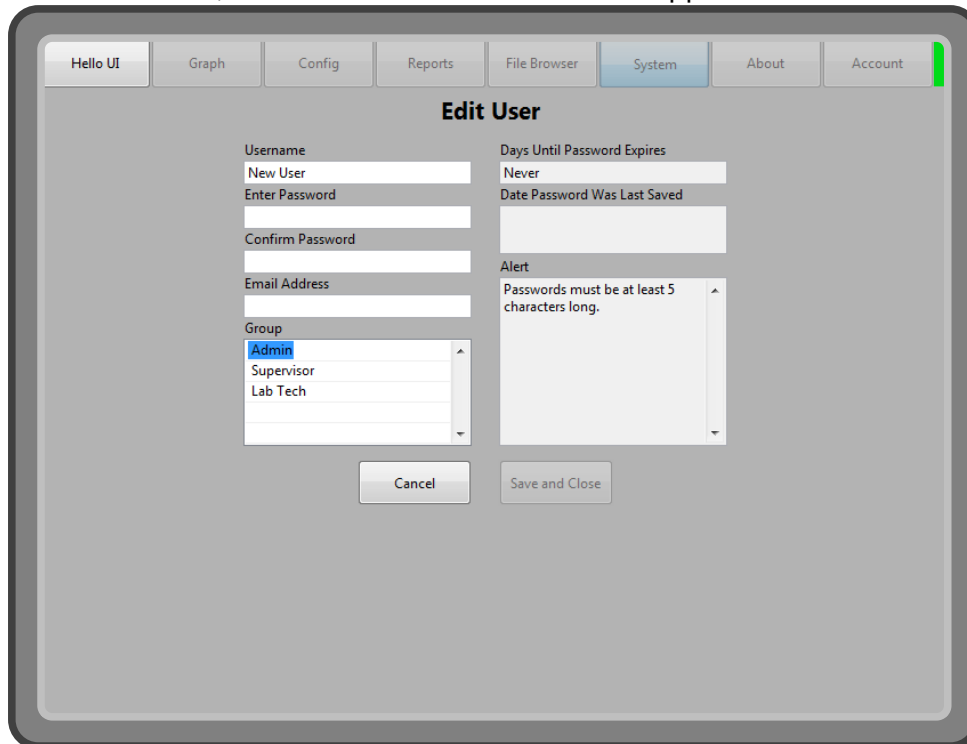 Hello UI Graph Config Reports File Browser System About Account
Edit User
Username
New User
Enter Password
Confirm Password
Email Address
Group
Admin
Supervisor
Lab Tech
Days Until Password Expires
Never
Date Password Was Last Saved
Alert
Passwords must be at least 5
characters long.
Cancel
Save and Close